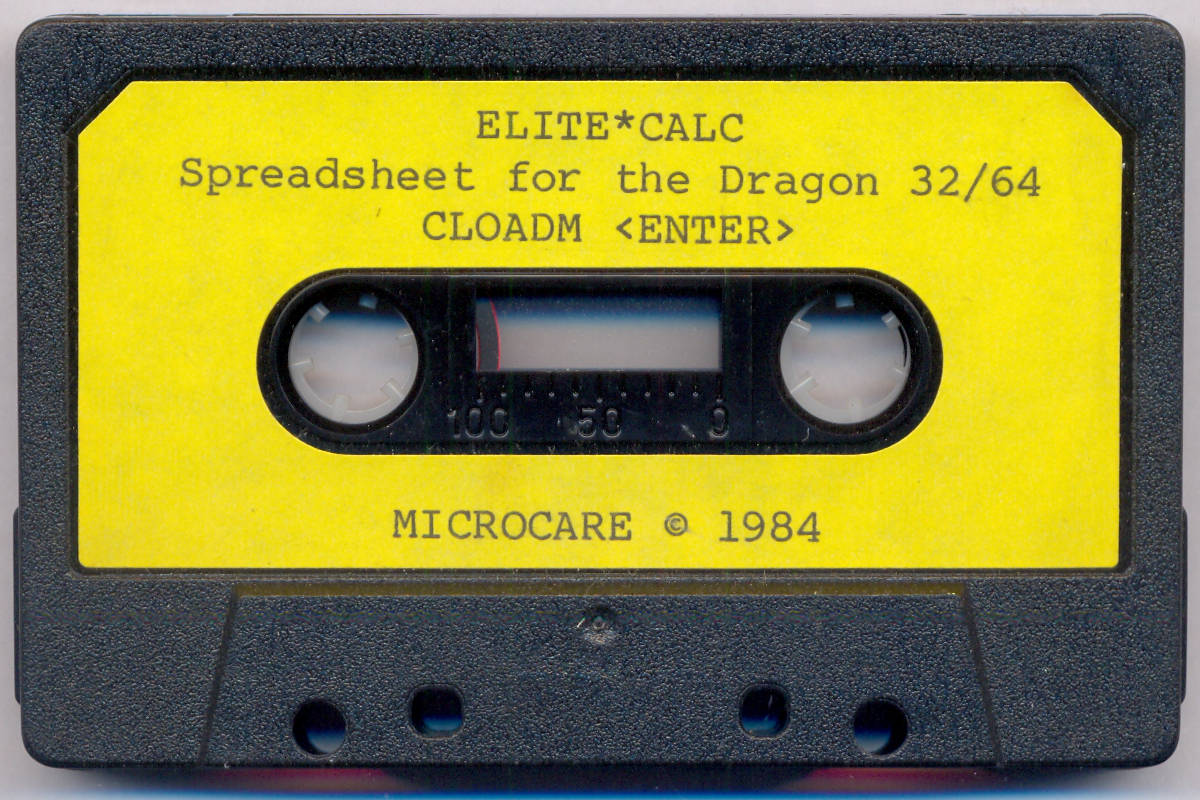 ELITE*CALC
Spreadsheet for the Dragon 32/64
CLOADM <ENTER>
100 50 0
MICROCARE © 1984